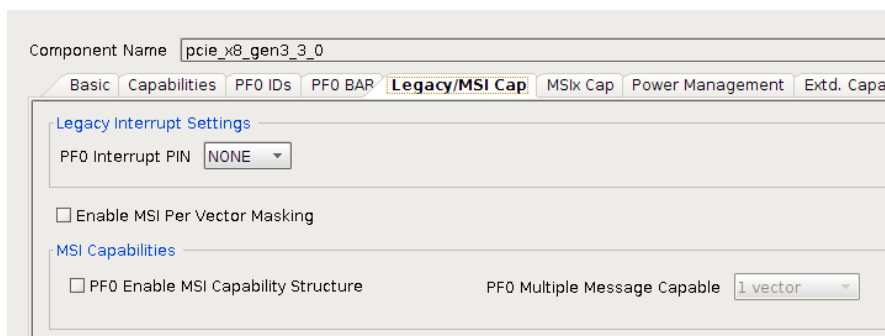 Component Name pcie_x8_gen3_3_0
Basic Capabilities PF0 IDs PF0 BAR Legacy/MSI Cap MSIx Cap Power Management Extd. Capa
Legacy Interrupt Settings
PF0 Interrupt PIN NONE
Enable MSI Per Vector Masking
MSI Capabilities
PF0 Enable MSI Capability Structure PF0 Multiple Message Capable 1 vector